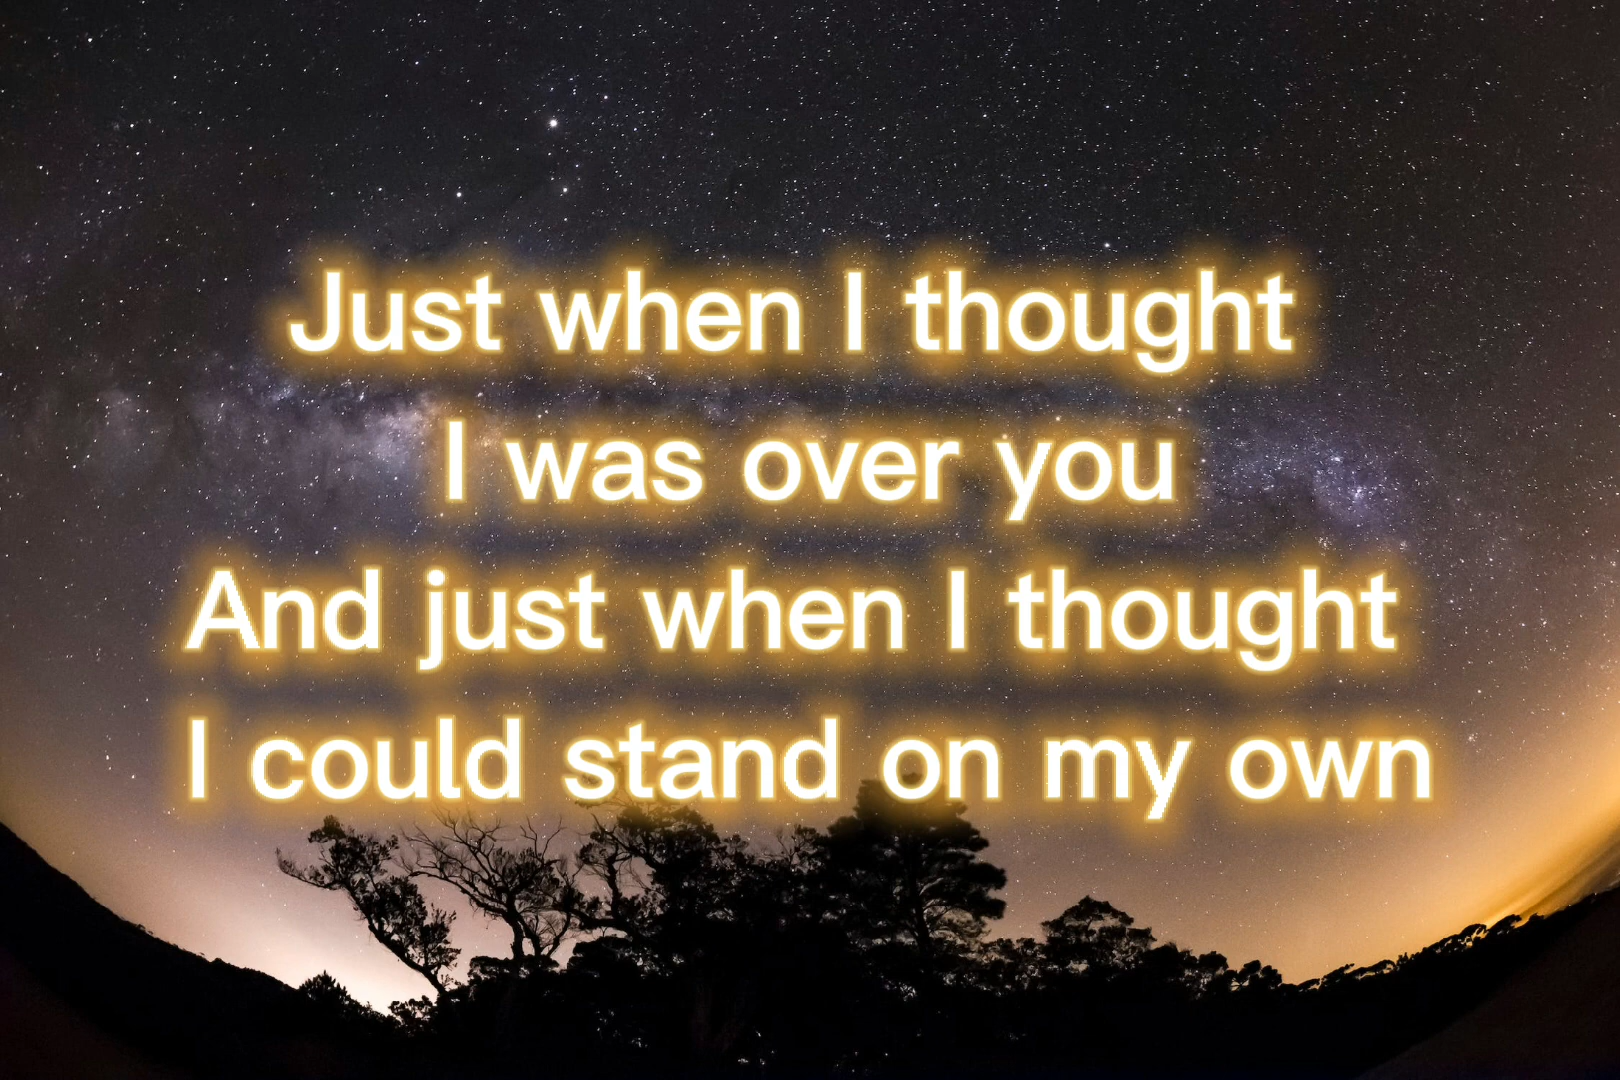 Just when I thought
I was over you
And just when I thought
I could stand on my own